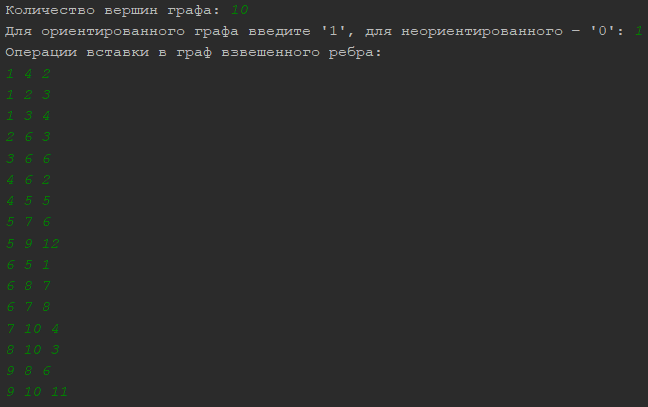 Количество вершин графа: 10
Для ориентированного графа введите '1', для неориентированного – '0': 1
Операции вставки в граф взвешенного ребра:
1 4 2
1 2 3
1 3 4
2 6 3
3 6 6
4 6 2
4 5 5
5 7 6
5 9 12
6 5 1
6 8 7
6 7 8
7 10 4
8 10 3
9 8 6
9 10 11